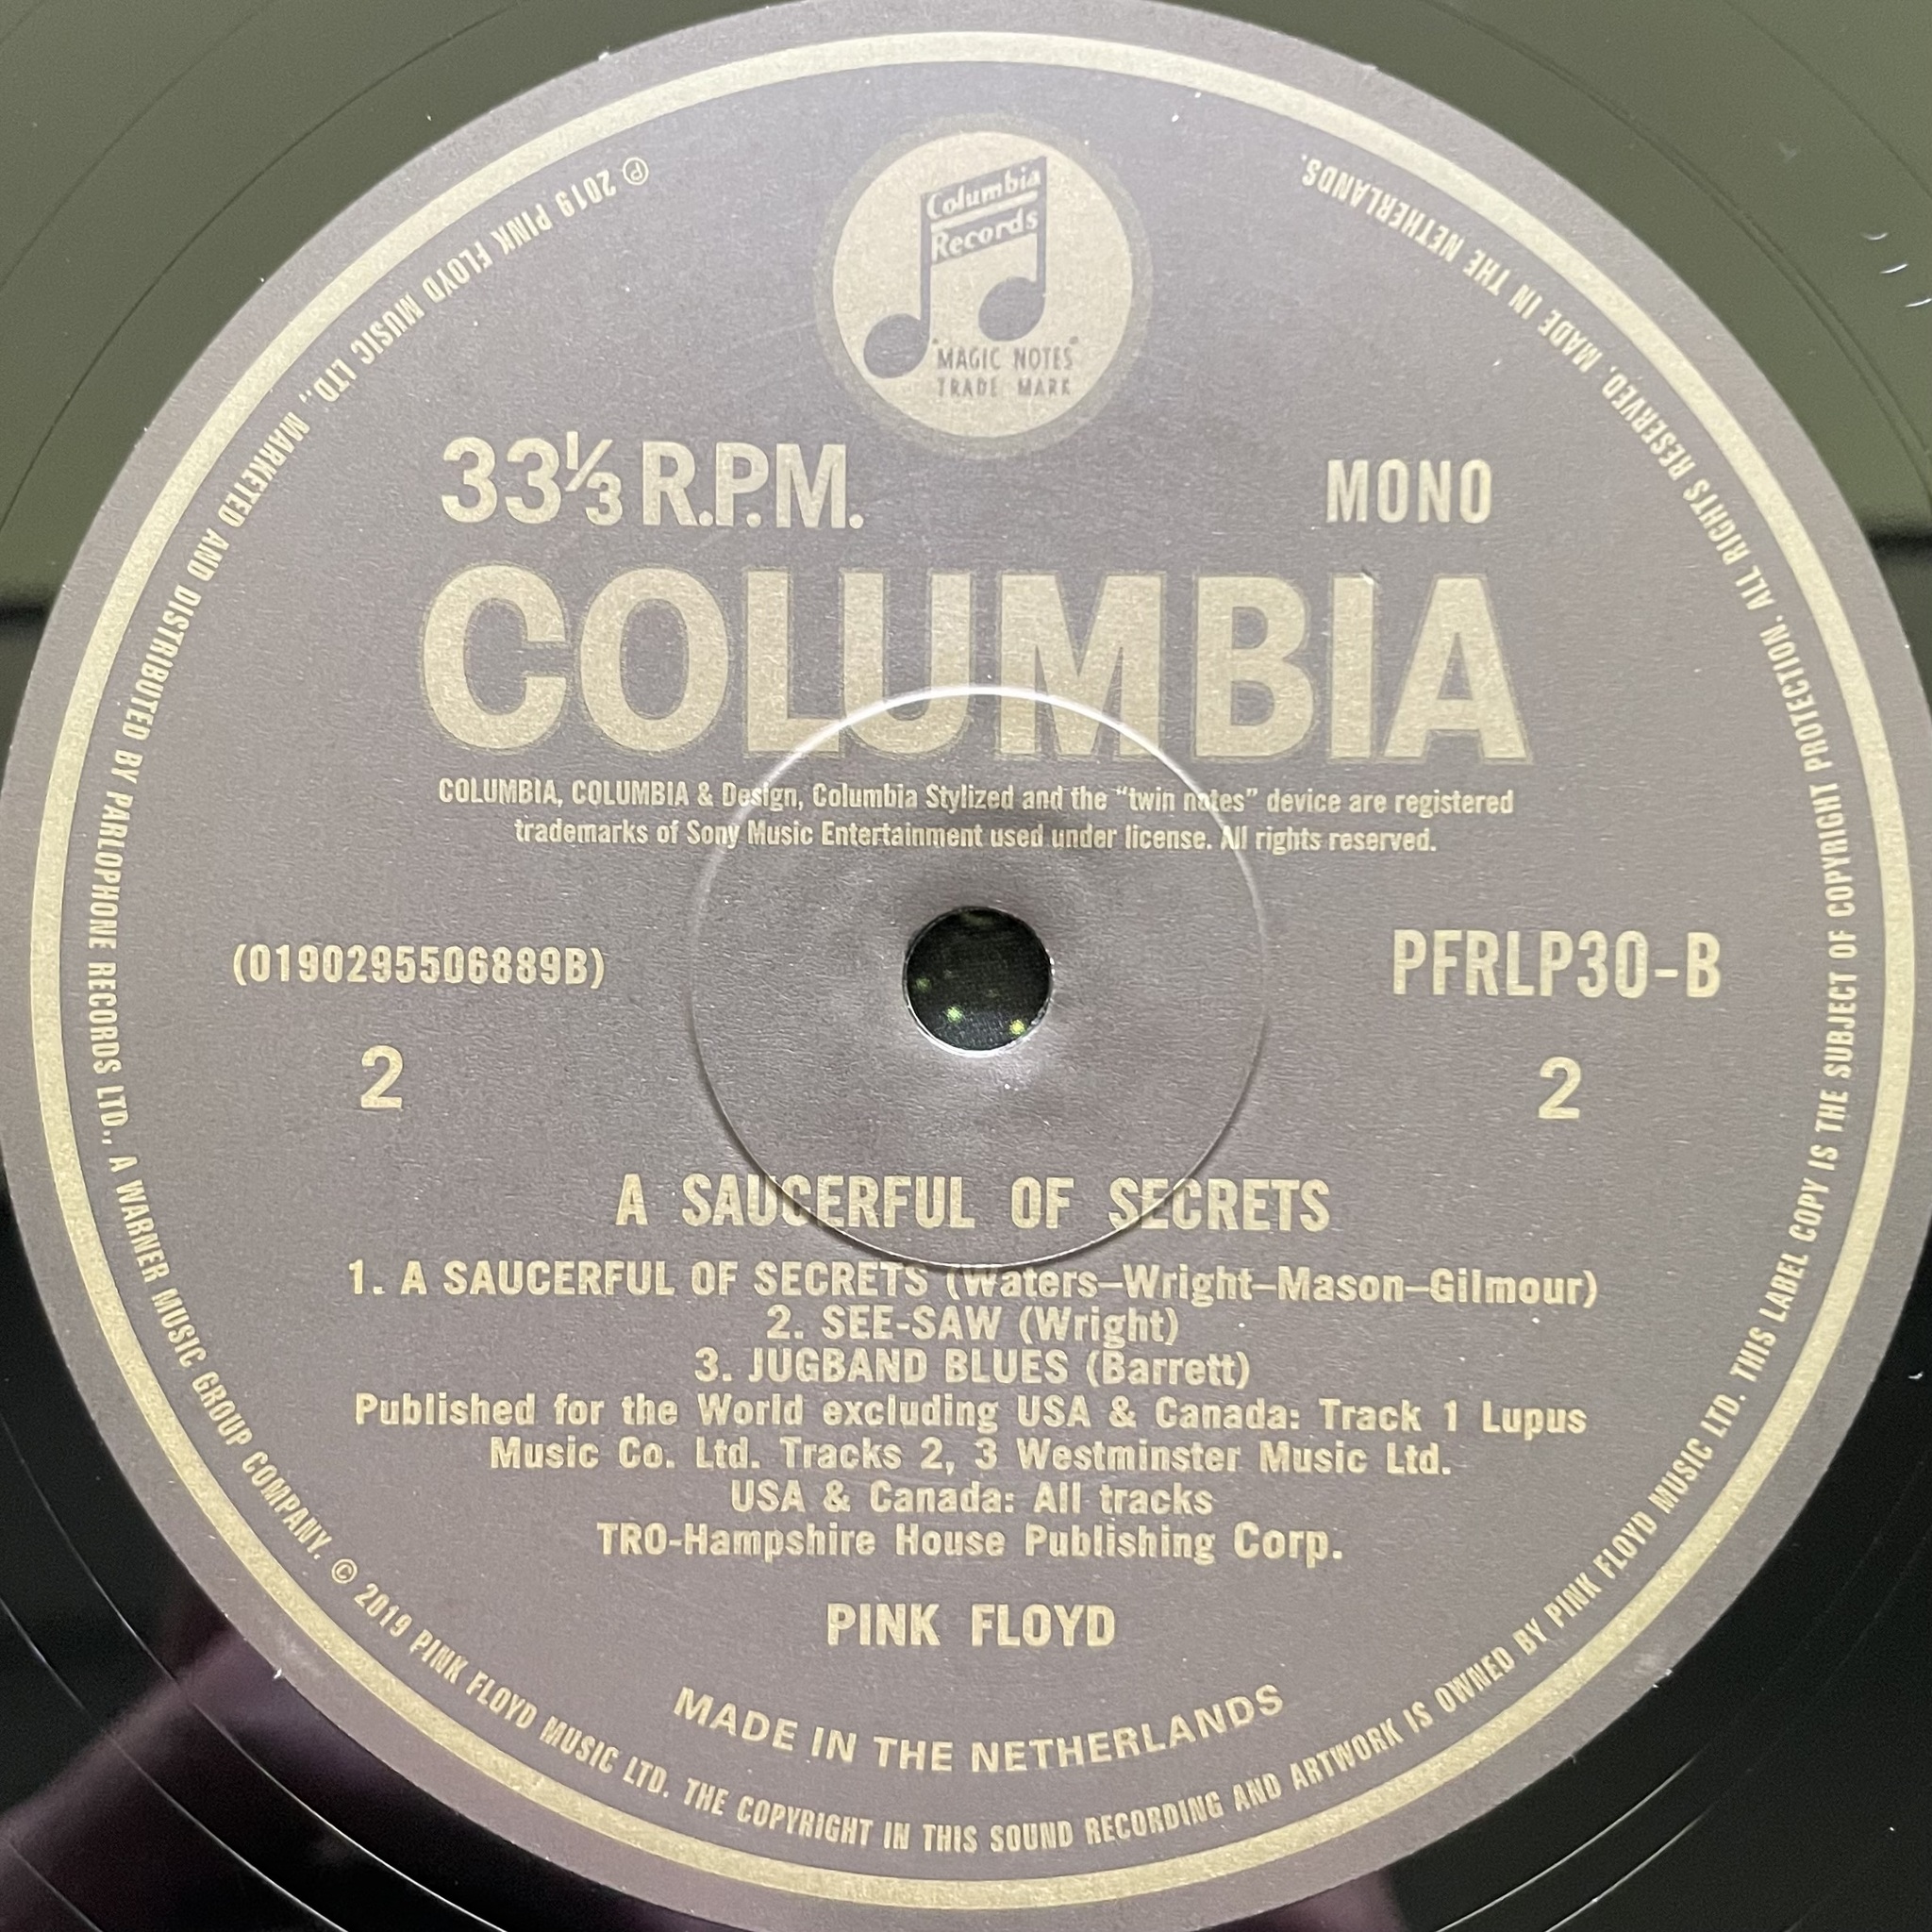 Columbia
Records
"MAGIC NOTES"
TRADE MARK
33⅓ R.P.M.
MONO
COLUMBIA
COLUMBIA, COLUMBIA & Design, Columbia Stylized and the “twin notes” device are registered
trademarks of Sony Music Entertainment used under license. All rights reserved.
(0190295506889B)
PFRLP30-B
2
2
A SAUCERFUL OF SECRETS
1. A SAUCERFUL OF SECRETS (Waters–Wright–Mason–Gilmour)
2. SEE-SAW (Wright)
3. JUGBAND BLUES (Barrett)
Published for the World excluding USA & Canada: Track 1 Lupus
Music Co. Ltd. Tracks 2, 3 Westminster Music Ltd.
USA & Canada: All tracks
TRO-Hampshire House Publishing Corp.
PINK FLOYD
MADE IN THE NETHERLANDS
℗ 2019 PINK FLOYD MUSIC LTD., MARKETED AND DISTRIBUTED BY PARLOPHONE RECORDS LTD., A WARNER MUSIC GROUP COMPANY. © 2019 PINK FLOYD MUSIC LTD. THE COPYRIGHT IN THIS SOUND RECORDING AND ARTWORK IS OWNED BY PINK FLOYD MUSIC LTD. THIS LABEL COPY IS THE SUBJECT OF COPYRIGHT PROTECTION. ALL RIGHTS RESERVED. MADE IN THE NETHERLANDS.